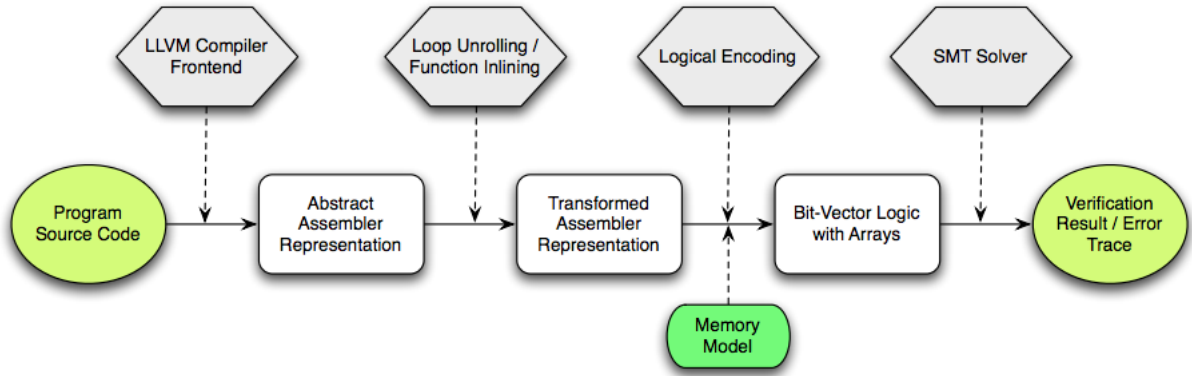 LLVM Compiler
Frontend
Loop Unrolling /
Function Inlining
Logical Encoding
SMT Solver
Program
Source Code
Abstract
Assembler
Representation
Transformed
Assembler
Representation
Bit-Vector Logic
with Arrays
Verification
Result / Error
Trace
Memory
Model